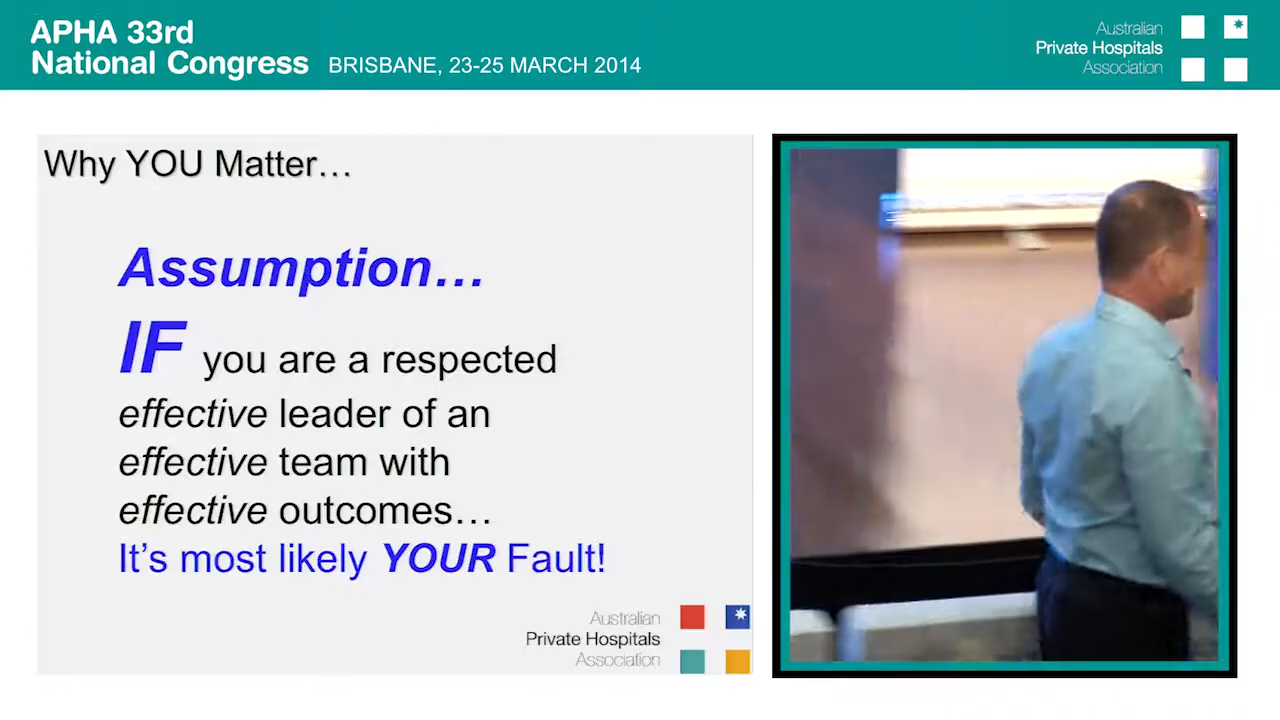 APHA 33rd
National Congress BRISBANE, 23-25 MARCH 2014
Australian
Private Hospitals
Association
Why YOU Matter…
Assumption…
IF you are a respected
effective leader of an
effective team with
effective outcomes…
It's most likely YOUR Fault!
Australian
Private Hospitals
Association